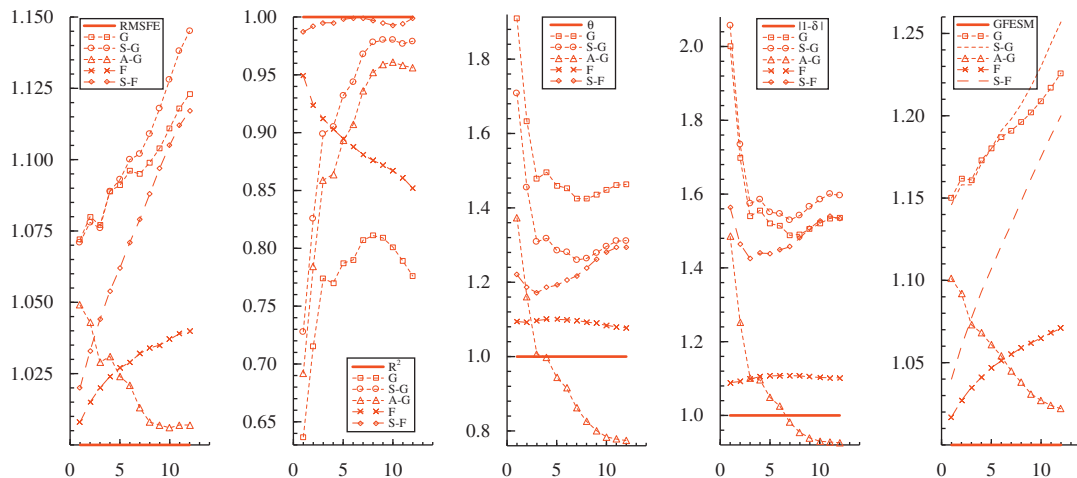 1.150
1.125
1.100
1.075
1.050
1.025
0
5
10
RMSFE
G
S-G
A-G
F
S-F
1.00
0.95
0.90
0.85
0.80
0.75
0.70
0.65
0
5
10
R²
G
S-G
A-G
F
S-F
1.8
1.6
1.4
1.2
1.0
0.8
0
5
10
θ
G
S-G
A-G
F
S-F
2.0
1.8
1.6
1.4
1.2
1.0
0
5
10
|1-δ|
G
S-G
A-G
F
S-F
1.25
1.20
1.15
1.10
1.05
0
5
10
GFESM
G
S-G
A-G
F
S-F